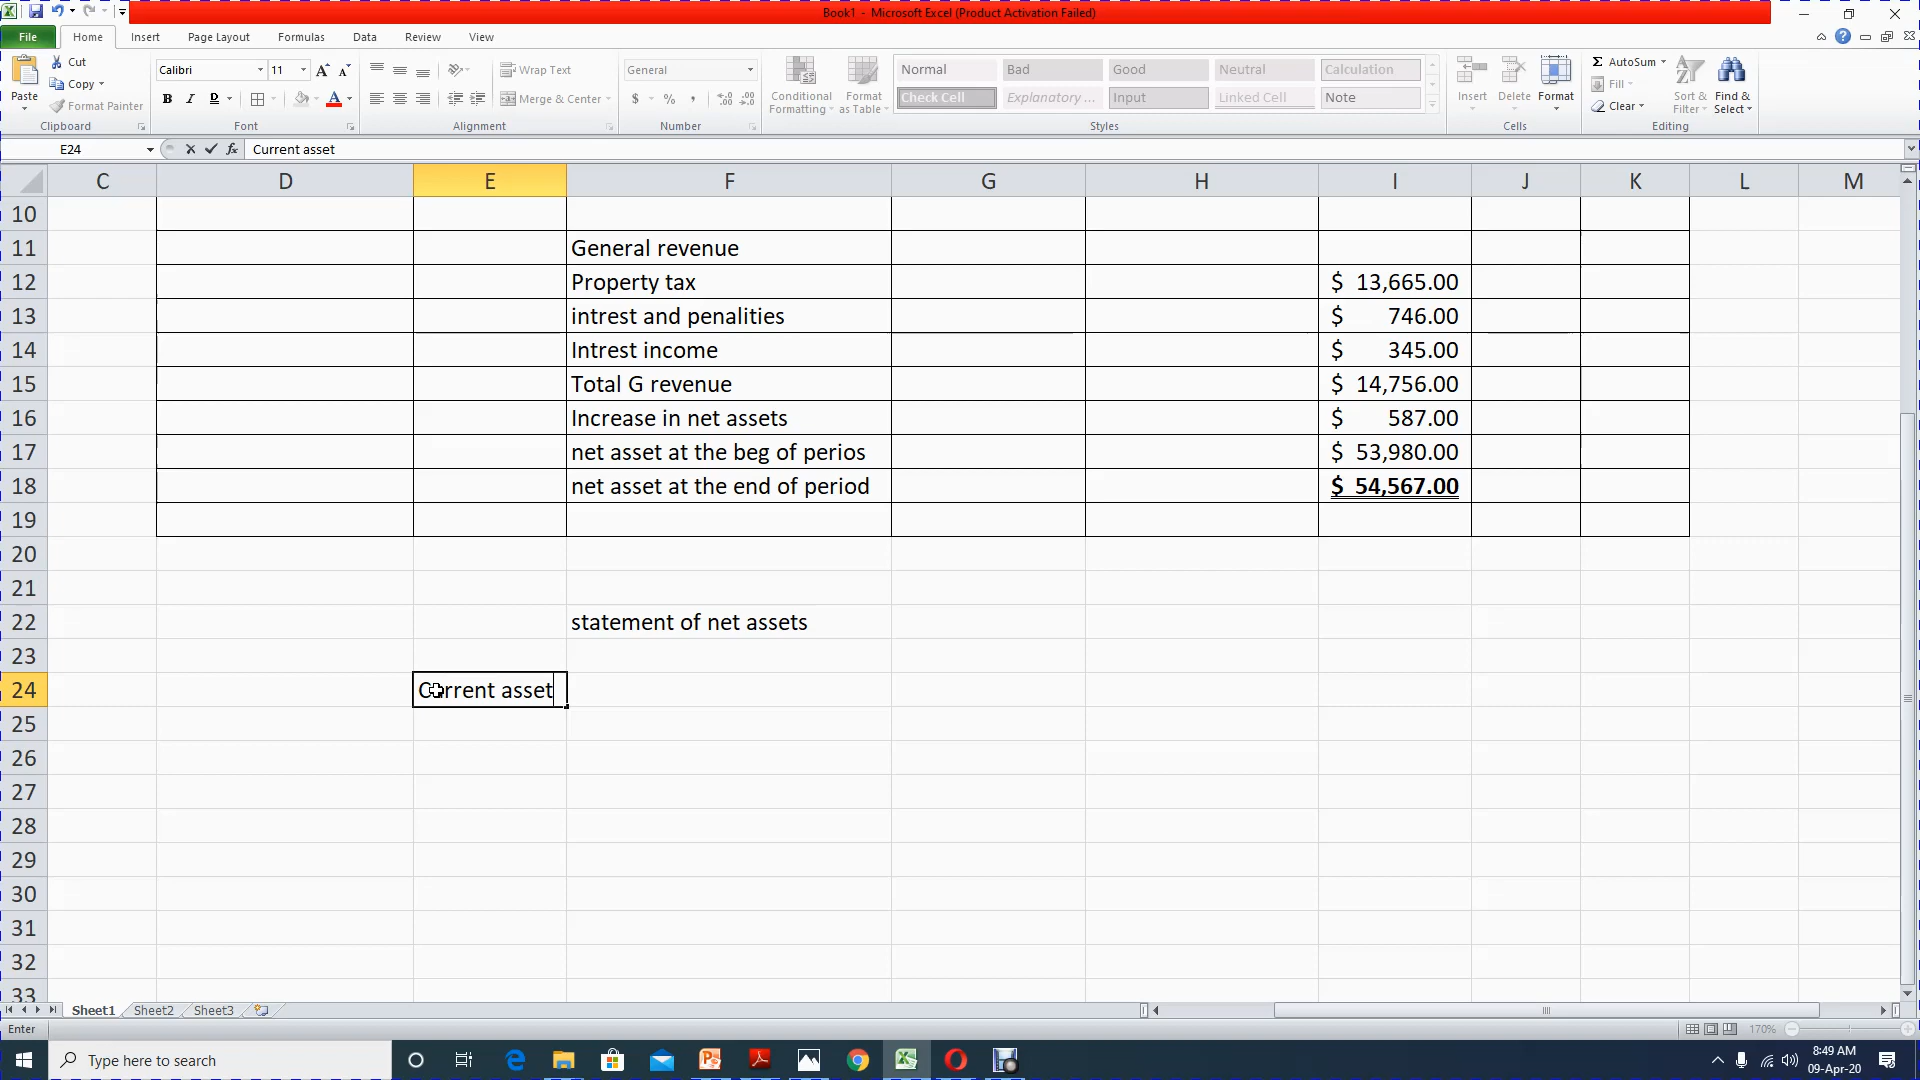 Book1 - Microsoft Excel (Product Activation Failed)
File Home Insert Page Layout Formulas Data Review View
Paste
Cut
Copy
Format Painter
Clipboard
Calibri 11
B I D
Font
Wrap Text
Merge & Center
Alignment
General
$ % ,
Number
Conditional Formatting
Format as Table
Normal Bad Good Neutral Calculation
Check Cell Explanatory ... Input Linked Cell Note
Styles
Insert Delete Format
Cells
Σ AutoSum
Fill
Clear
Sort & Filter
Find & Select
Editing
E24 fx Current asset
C D E F G H I J K L M
10
11 General revenue
12 Property tax $ 13,665.00
13 intrest and penalities $ 746.00
14 Intrest income $ 345.00
15 Total G revenue $ 14,756.00
16 Increase in net assets $ 587.00
17 net asset at the beg of perios $ 53,980.00
18 net asset at the end of period $ 54,567.00
19
20
21
22 statement of net assets
23
24 Current asset
25
26
27
28
29
30
31
32
33
Sheet1 Sheet2 Sheet3
Enter 170%
Type here to search
8:49 AM
09-Apr-20